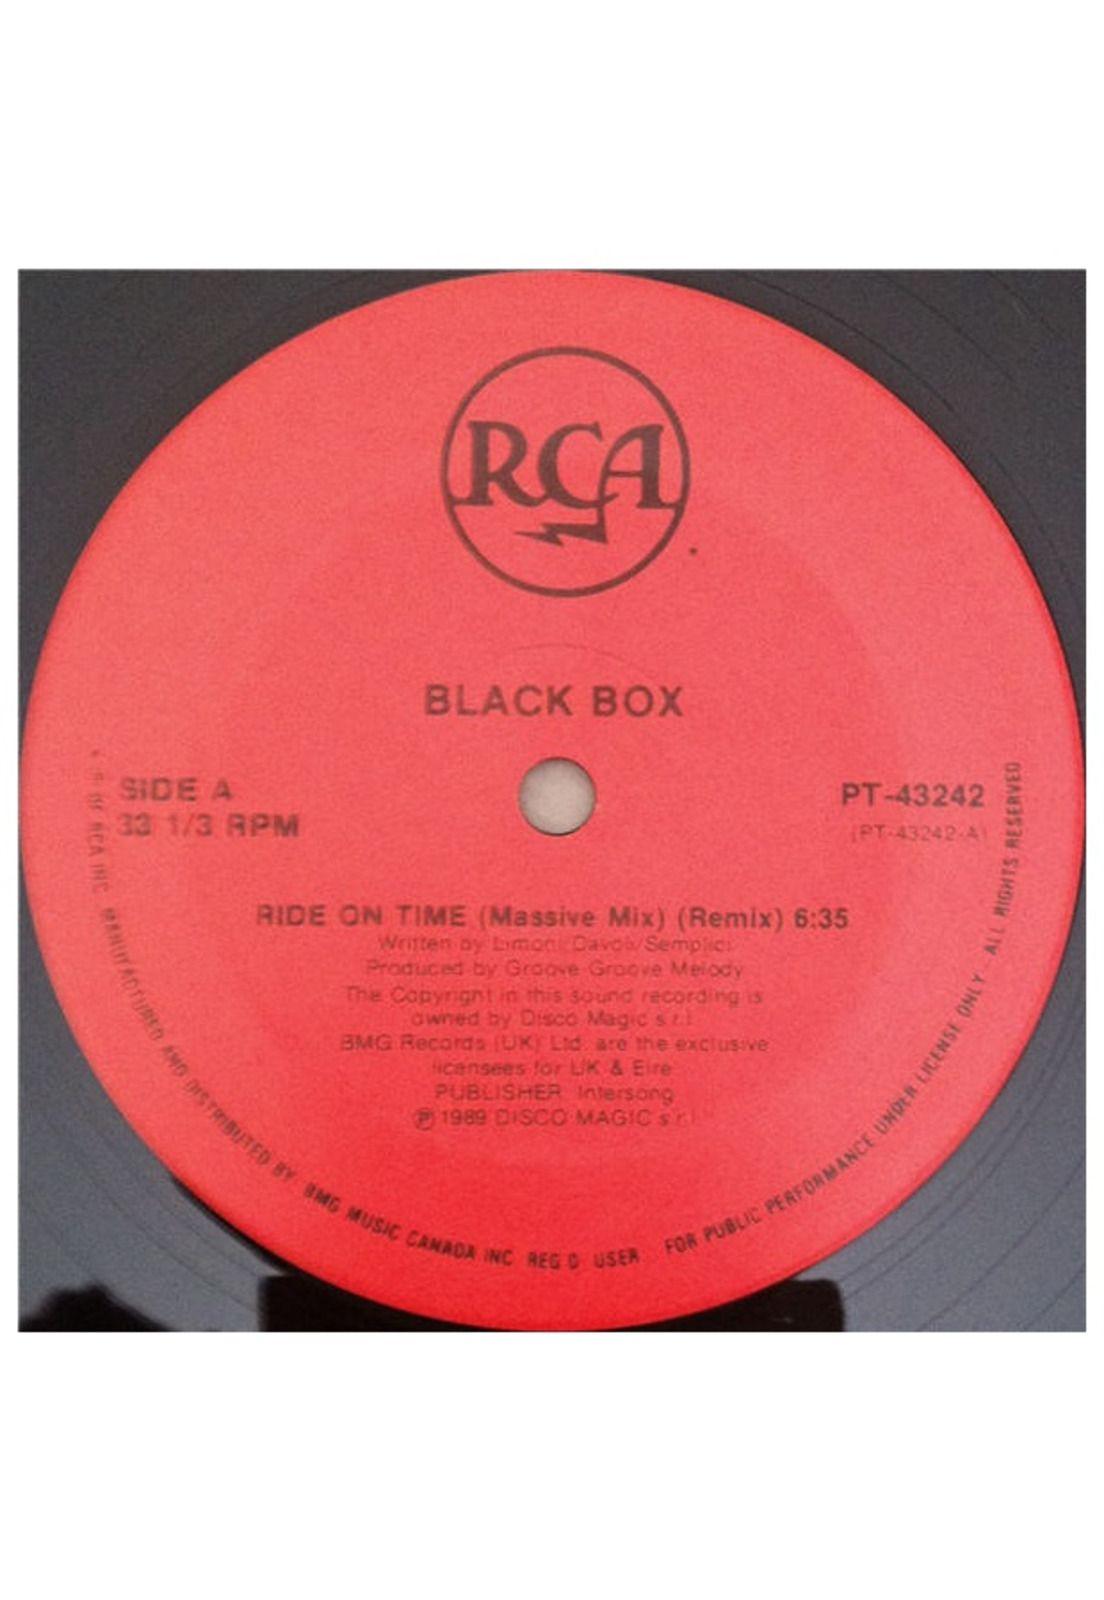 RCA
BLACK BOX
SIDE A
33 1/3 RPM
PT-43242
(PT-43242-A)
RIDE ON TIME (Massive Mix) (Remix) 6:35
Written by Limoni/Davoli/Semplici
Produced by Groove Groove Melody
The Copyright in this sound recording is
owned by Disco Magic s.r.l.
BMG Records (UK) Ltd. are the exclusive
licensees for UK & Eire
PUBLISHER Intersong
℗ 1989 DISCO MAGIC s.r.l.
OF RCA INC. MANUFACTURED AND DISTRIBUTED BY BMG MUSIC CANADA INC REG'D USER. FOR PUBLIC PERFORMANCE UNDER LICENSE ONLY - ALL RIGHTS RESERVED